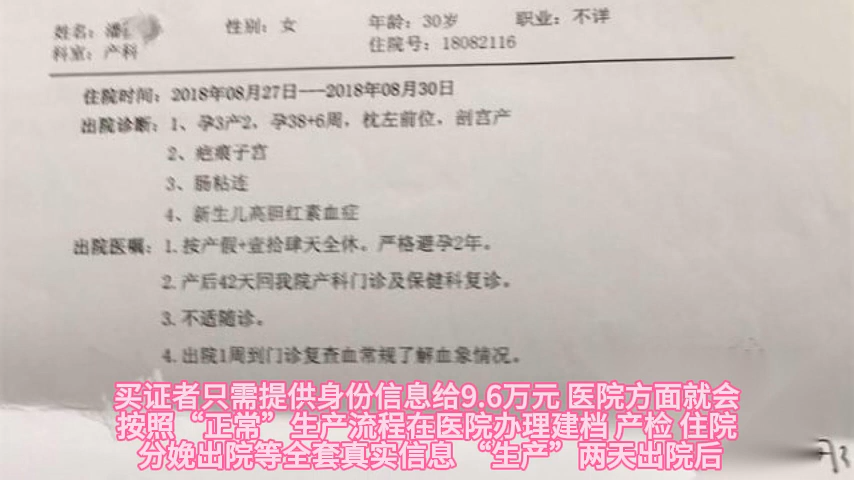 姓名：潘 性别：女 年龄：30岁 职业：不详
科室：产科 住院号：18082116
住院时间：2018年08月27日---2018年08月30日
出院诊断：1、孕3产2，孕38+6周，枕左前位，剖宫产
2、疤痕子宫
3、肠粘连
4、新生儿高胆红素血症
出院医嘱：1.按产假+壹拾肆天全休。严格避孕2年。
2.产后42天回我院产科门诊及保健科复诊。
3.不适随诊。
4.出院1周到门诊复查血常规了解血象情况。
买证者只需提供身份信息给9.6万元 医院方面就会
按照“正常”生产流程在医院办理建档 产检 住院
分娩出院等全套真实信息 “生产”两天出院后